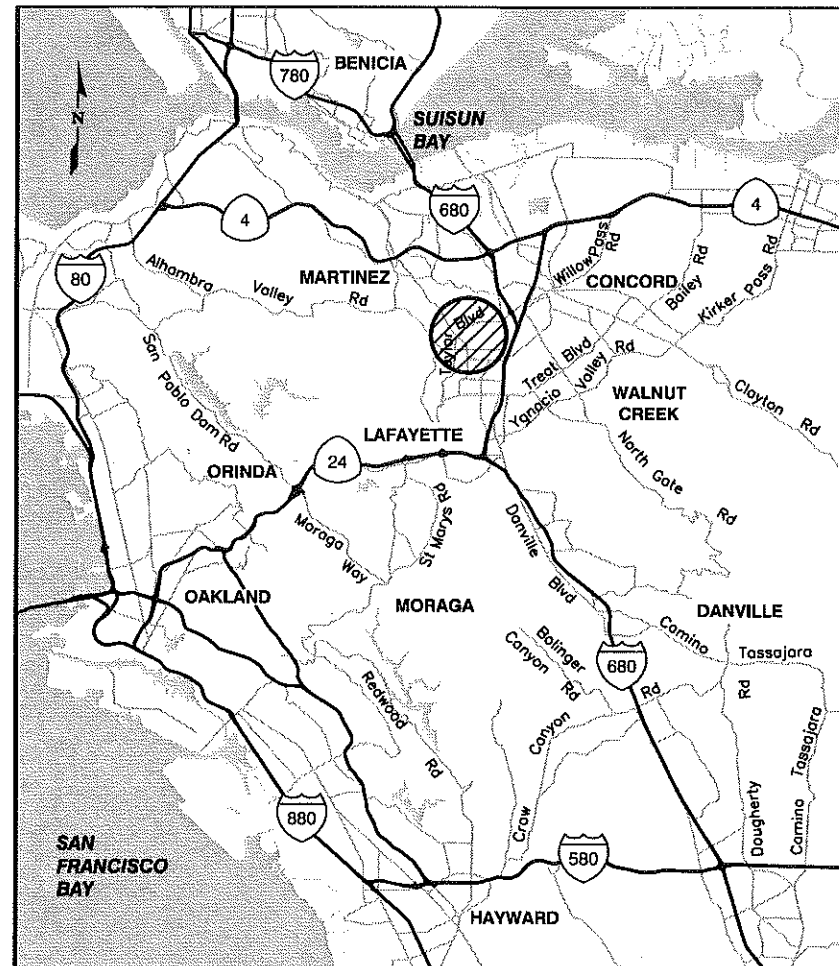 780
BENICIA
N
SUISUN
BAY
4
680
4
80
Alhambra Valley Rd
MARTINEZ
Willow Pass Rd
CONCORD
Bailey Rd
Kirker Pass Rd
Taylor Blvd
San Pablo Dam Rd
Treat Blvd
Ygnacio Valley Rd
WALNUT
CREEK
Clayton Rd
LAFAYETTE
24
ORINDA
North Gate Rd
Moraga Way
St Marys Rd
Danville Blvd
OAKLAND
MORAGA
DANVILLE
Camino Tassajara
Bolinger Canyon Rd
680
Redwood Rd
Crow Canyon Rd
Dougherty Rd
Camino Tassajara
880
SAN
FRANCISCO
BAY
580
HAYWARD